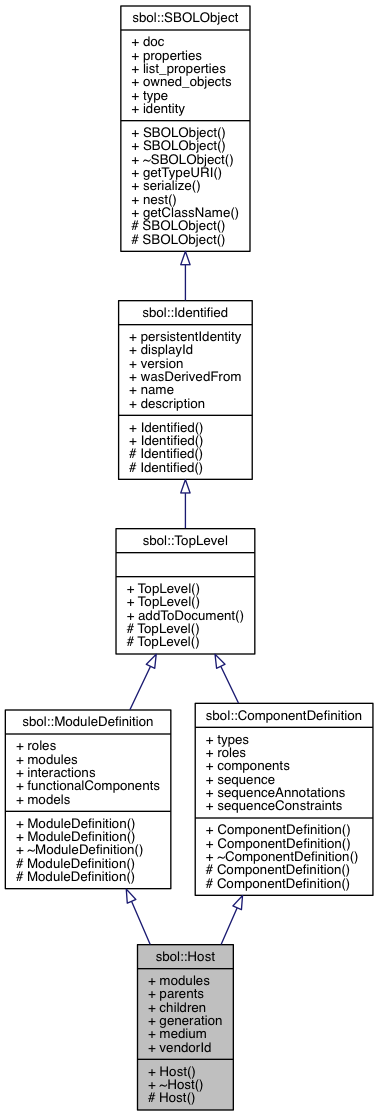 sbol::SBOLObject
+ doc
+ properties
+ list_properties
+ owned_objects
+ type
+ identity
+ SBOLObject()
+ SBOLObject()
+ ~SBOLObject()
+ getTypeURI()
+ serialize()
+ nest()
+ getClassName()
# SBOLObject()
# SBOLObject()
sbol::Identified
+ persistentIdentity
+ displayId
+ version
+ wasDerivedFrom
+ name
+ description
+ Identified()
+ Identified()
# Identified()
# Identified()
sbol::TopLevel
+ TopLevel()
+ TopLevel()
+ addToDocument()
# TopLevel()
# TopLevel()
sbol::ModuleDefinition
+ roles
+ modules
+ interactions
+ functionalComponents
+ models
+ ModuleDefinition()
+ ModuleDefinition()
+ ~ModuleDefinition()
# ModuleDefinition()
# ModuleDefinition()
sbol::ComponentDefinition
+ types
+ roles
+ components
+ sequence
+ sequenceAnnotations
+ sequenceConstraints
+ ComponentDefinition()
+ ComponentDefinition()
+ ~ComponentDefinition()
# ComponentDefinition()
# ComponentDefinition()
sbol::Host
+ modules
+ parents
+ children
+ generation
+ medium
+ vendorId
+ Host()
+ ~Host()
# Host()